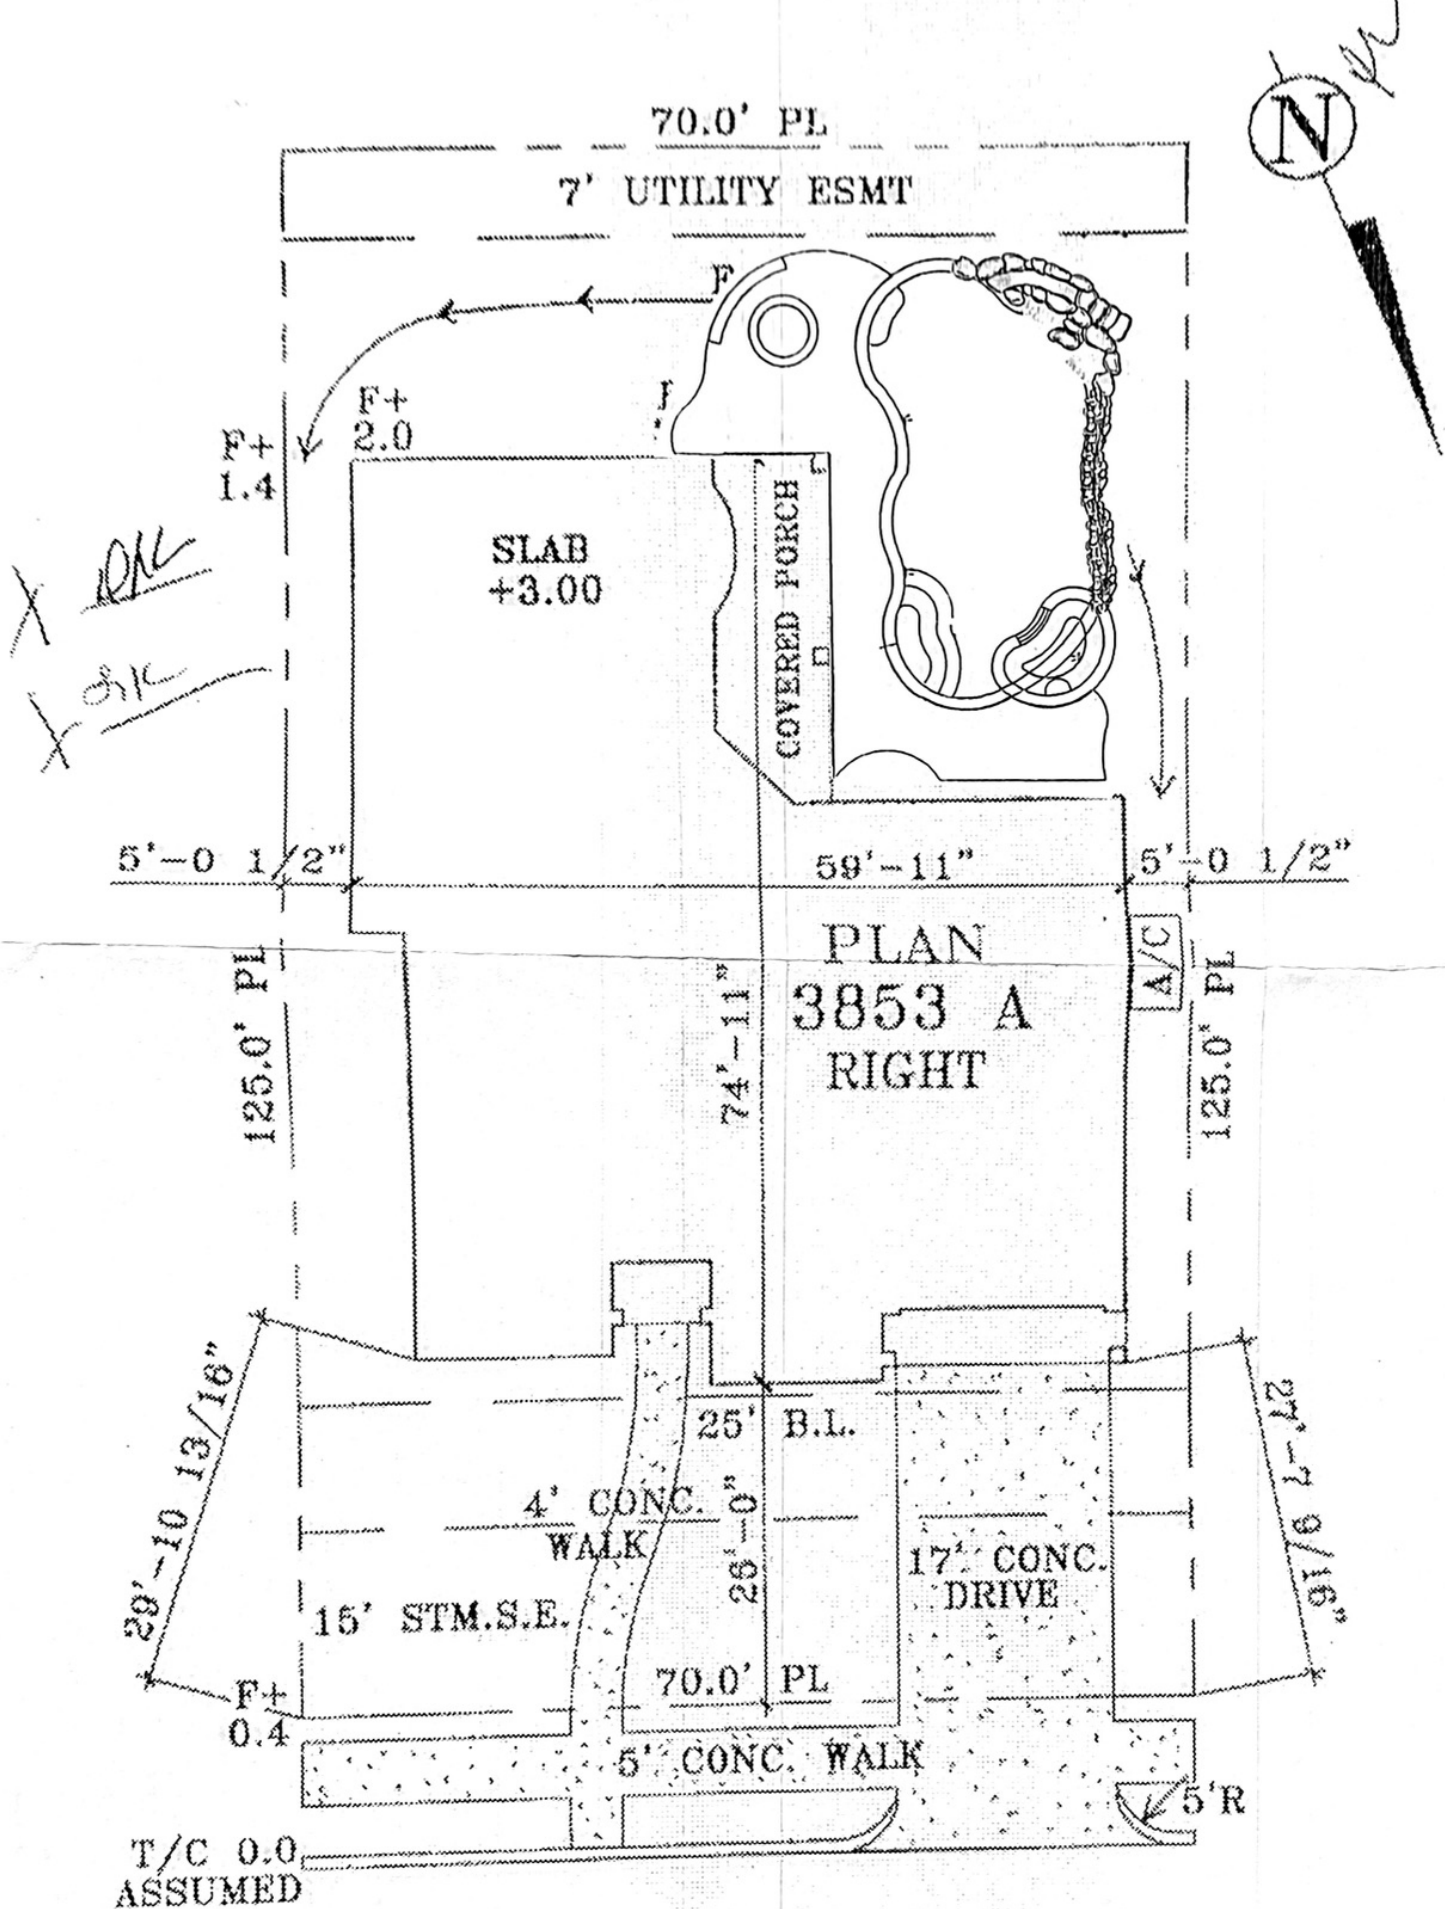 70.0' PL
N
7' UTILITY ESMT
F
F+
2.0
F+
1.4
SLAB
+3.00
COVERED PORCH
5'-0 1/2"
59'-11"
5'-0 1/2"
PLAN
3853 A
RIGHT
A/C
125.0' PL
74'-11"
125.0' PL
25' B.L.
29'-10 13/16"
27'-7 9/16"
4' CONC.
WALK
17' CONC.
DRIVE
15' STM.S.E.
70.0' PL
F+
0.4
5' CONC. WALK
5'R
T/C 0.0
ASSUMED